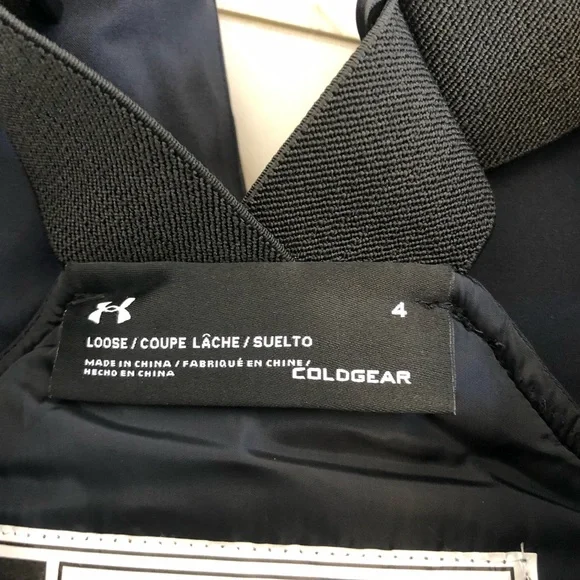 4
LOOSE / COUPE LÂCHE / SUELTO
MADE IN CHINA / FABRIQUÉ EN CHINE /
HECHO EN CHINA
COLDGEAR